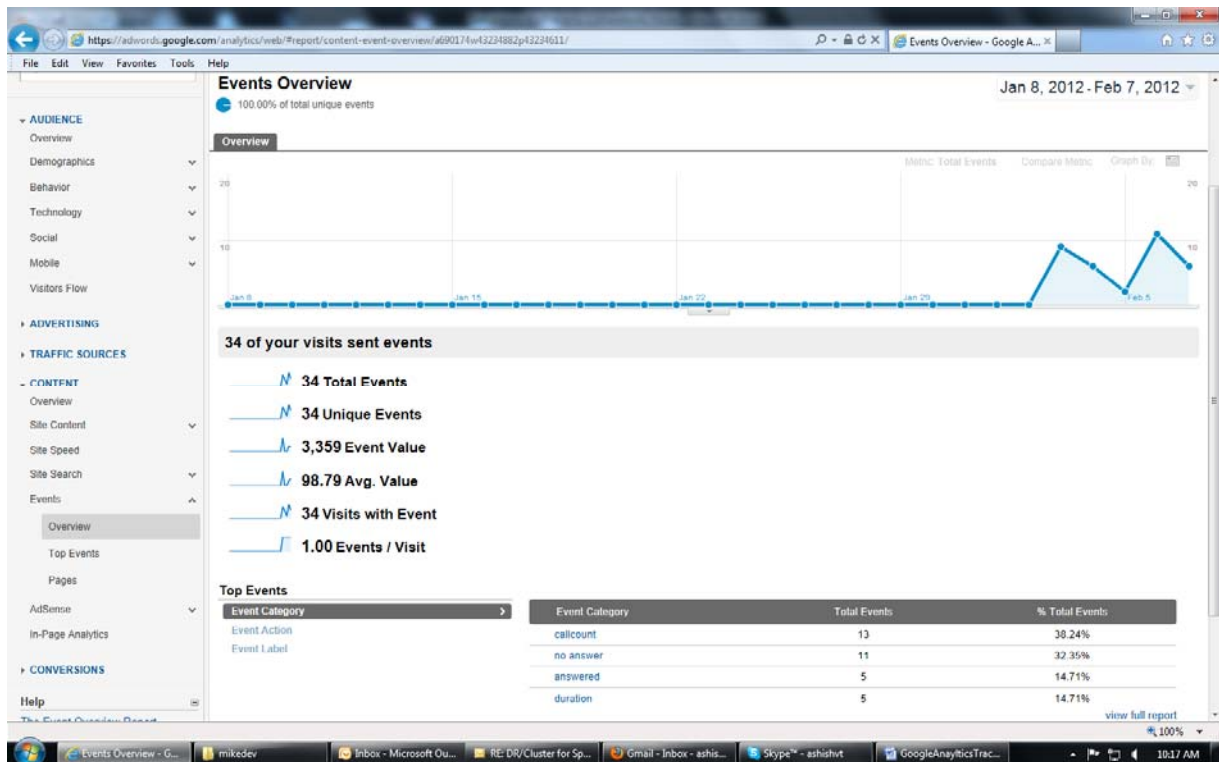 https://adwords.google.com/analytics/web/#report/content-event-overview/a690174w43234882p43234611/
Events Overview - Google A...
File Edit View Favorites Tools Help
Events Overview
Jan 8, 2012 - Feb 7, 2012
100.00% of total unique events
AUDIENCE
Overview
Demographics
Behavior
Technology
Social
Mobile
Visitors Flow
ADVERTISING
TRAFFIC SOURCES
CONTENT
Overview
Site Content
Site Speed
Site Search
Events
Overview
Top Events
Pages
AdSense
In-Page Analytics
CONVERSIONS
Help
The Event Overview Report
Overview
Metric: Total Events Compare Metric Graph By:
20 20
10 10
Jan 8 Jan 15 Jan 22 Jan 29 Feb 5
34 of your visits sent events
34 Total Events
34 Unique Events
3,359 Event Value
98.79 Avg. Value
34 Visits with Event
1.00 Events / Visit
Top Events
Event Category
Event Action
Event Label
Event Category Total Events % Total Events
callcount 13 38.24%
no answer 11 32.35%
answered 5 14.71%
duration 5 14.71%
view full report
100%
Events Overview - G...
mikedev
Inbox - Microsoft Ou...
RE: DR/Cluster for Sp...
Gmail - Inbox - ashis...
Skype™ - ashishvt
GoogleAnaylticsTrac...
10:17 AM